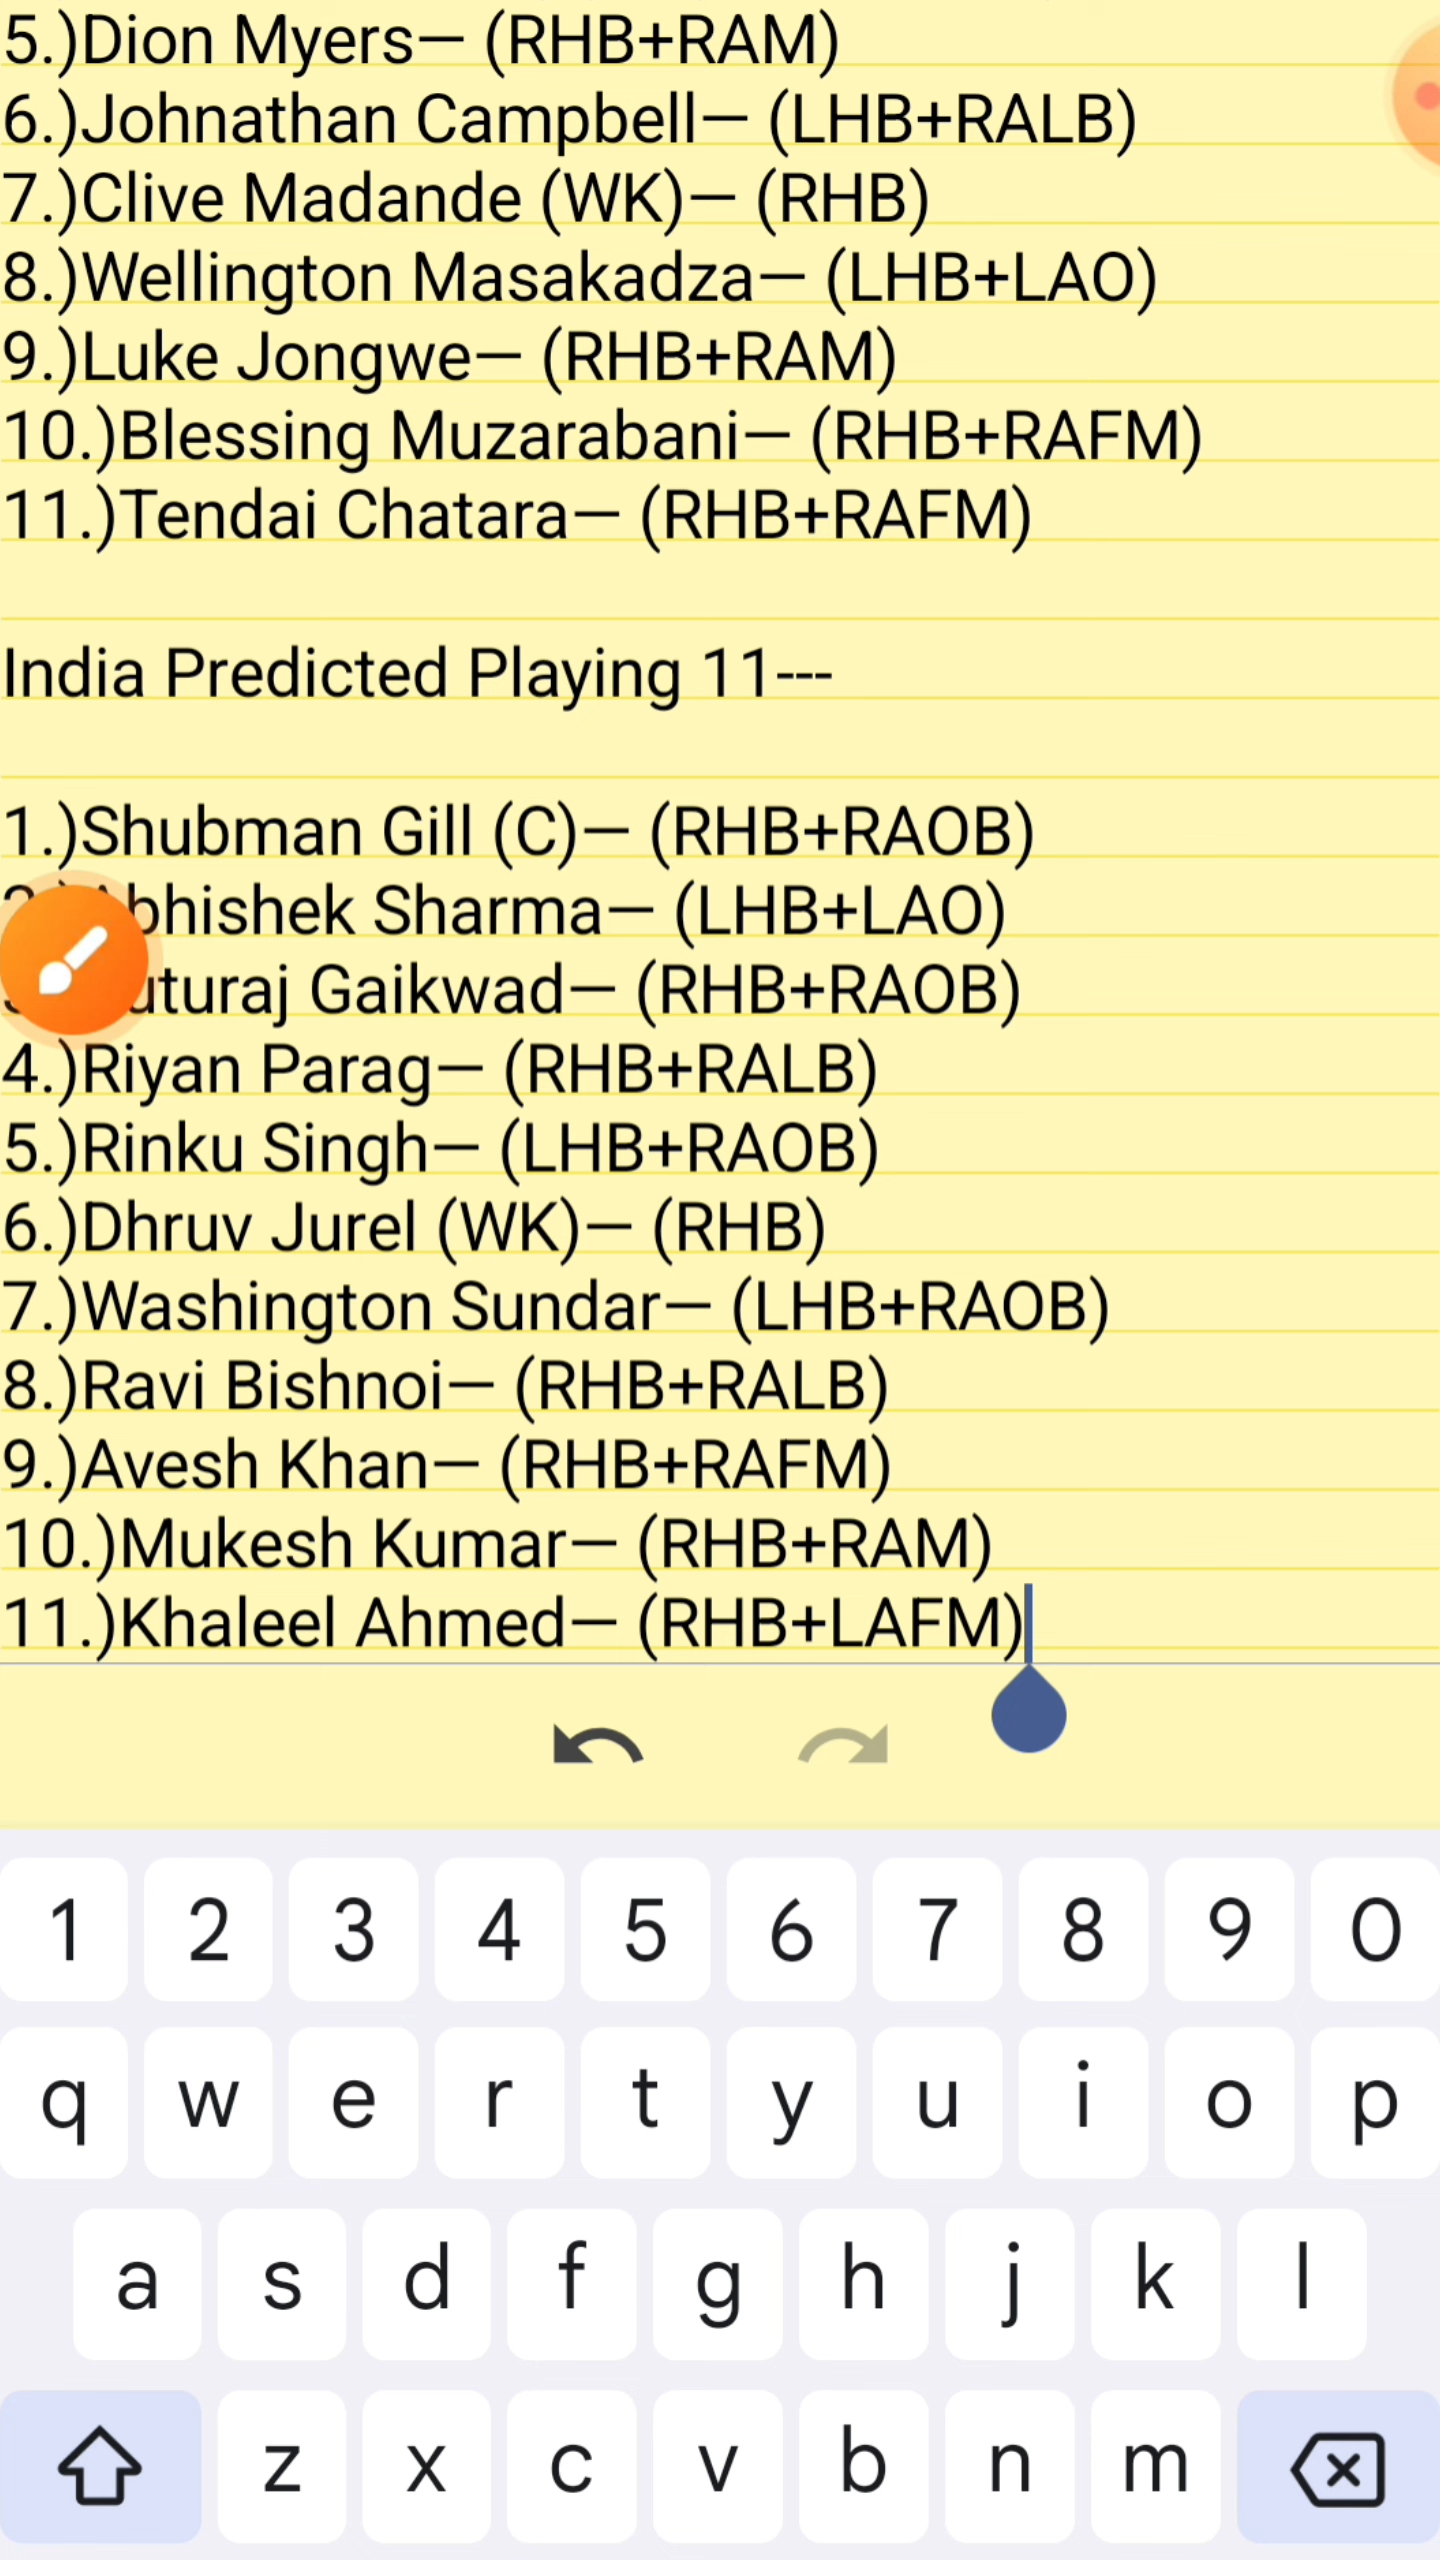 5.)Dion Myers— (RHB+RAM)
6.)Johnathan Campbell— (LHB+RALB)
7.)Clive Madande (WK)— (RHB)
8.)Wellington Masakadza— (LHB+LAO)
9.)Luke Jongwe— (RHB+RAM)
10.)Blessing Muzarabani— (RHB+RAFM)
11.)Tendai Chatara— (RHB+RAFM)
India Predicted Playing 11---
1.)Shubman Gill (C)— (RHB+RAOB)
bhishek Sharma— (LHB+LAO)
uturaj Gaikwad— (RHB+RAOB)
4.)Riyan Parag— (RHB+RALB)
5.)Rinku Singh— (LHB+RAOB)
6.)Dhruv Jurel (WK)— (RHB)
7.)Washington Sundar— (LHB+RAOB)
8.)Ravi Bishnoi— (RHB+RALB)
9.)Avesh Khan— (RHB+RAFM)
10.)Mukesh Kumar— (RHB+RAM)
11.)Khaleel Ahmed— (RHB+LAFM)
1 2 3 4 5 6 7 8 9 0
q w e r t y u i o p
a s d f g h j k l
z x c v b n m